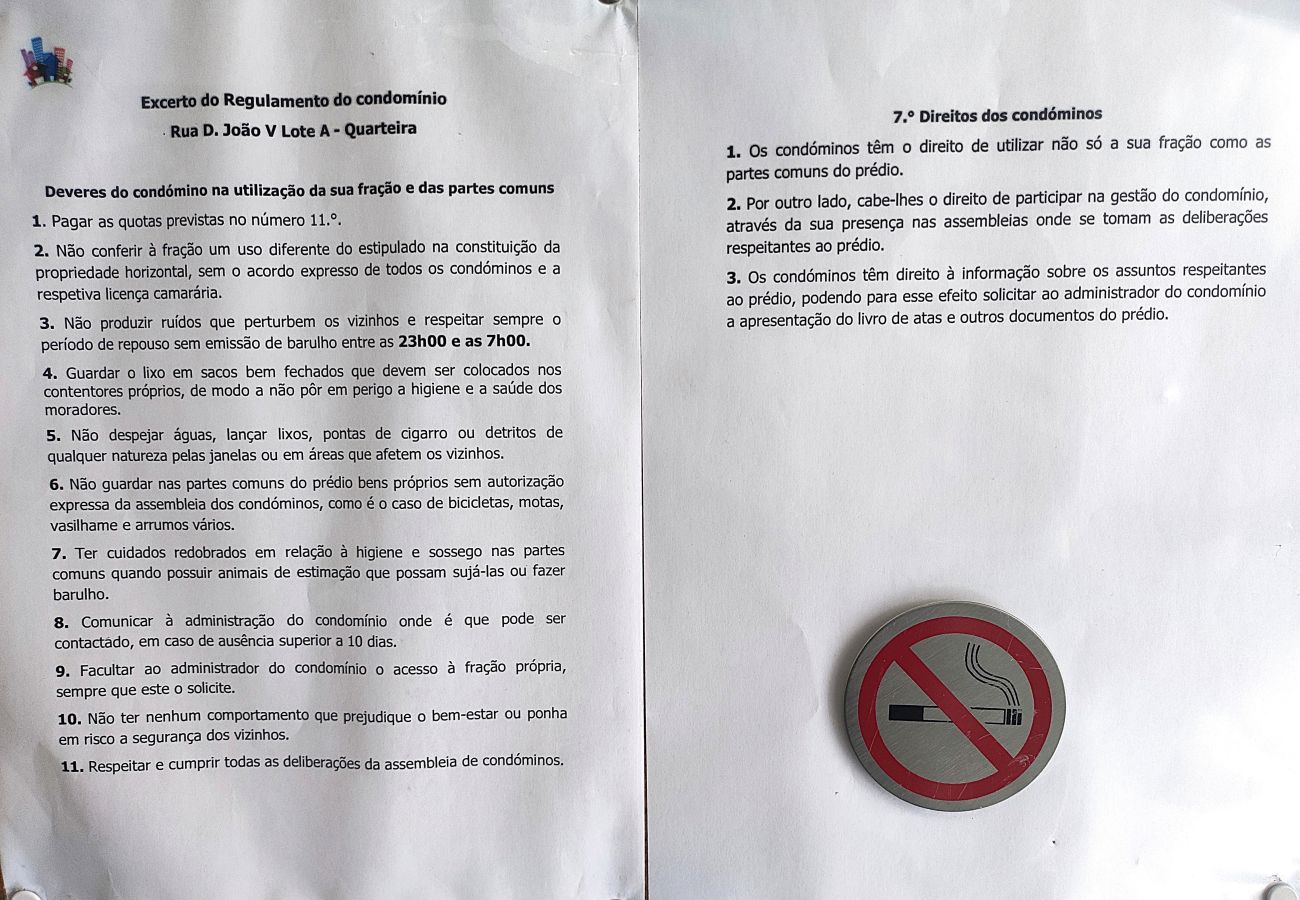 Excerto do Regulamento do condomínio
Rua D. João V Lote A - Quarteira
Deveres do condómino na utilização da sua fração e das partes comuns
1. Pagar as quotas previstas no número 11.º.
2. Não conferir à fração um uso diferente do estipulado na constituição da
propriedade horizontal, sem o acordo expresso de todos os condóminos e a
respetiva licença camarária.
3. Não produzir ruídos que perturbem os vizinhos e respeitar sempre o
período de repouso sem emissão de barulho entre as 23h00 e as 7h00.
4. Guardar o lixo em sacos bem fechados que devem ser colocados nos
contentores próprios, de modo a não pôr em perigo a higiene e a saúde dos
moradores.
5. Não despejar águas, lançar lixos, pontas de cigarro ou detritos de
qualquer natureza pelas janelas ou em áreas que afetem os vizinhos.
6. Não guardar nas partes comuns do prédio bens próprios sem autorização
expressa da assembleia dos condóminos, como é o caso de bicicletas, motas,
vasilhame e arrumos vários.
7. Ter cuidados redobrados em relação à higiene e sossego nas partes
comuns quando possuir animais de estimação que possam sujá-las ou fazer
barulho.
8. Comunicar à administração do condomínio onde é que pode ser
contactado, em caso de ausência superior a 10 dias.
9. Facultar ao administrador do condomínio o acesso à fração própria,
sempre que este o solicite.
10. Não ter nenhum comportamento que prejudique o bem-estar ou ponha
em risco a segurança dos vizinhos.
11. Respeitar e cumprir todas as deliberações da assembleia de condóminos.
7.º Direitos dos condóminos
1. Os condóminos têm o direito de utilizar não só a sua fração como as
partes comuns do prédio.
2. Por outro lado, cabe-lhes o direito de participar na gestão do condomínio,
através da sua presença nas assembleias onde se tomam as deliberações
respeitantes ao prédio.
3. Os condóminos têm direito à informação sobre os assuntos respeitantes
ao prédio, podendo para esse efeito solicitar ao administrador do condomínio
a apresentação do livro de atas e outros documentos do prédio.